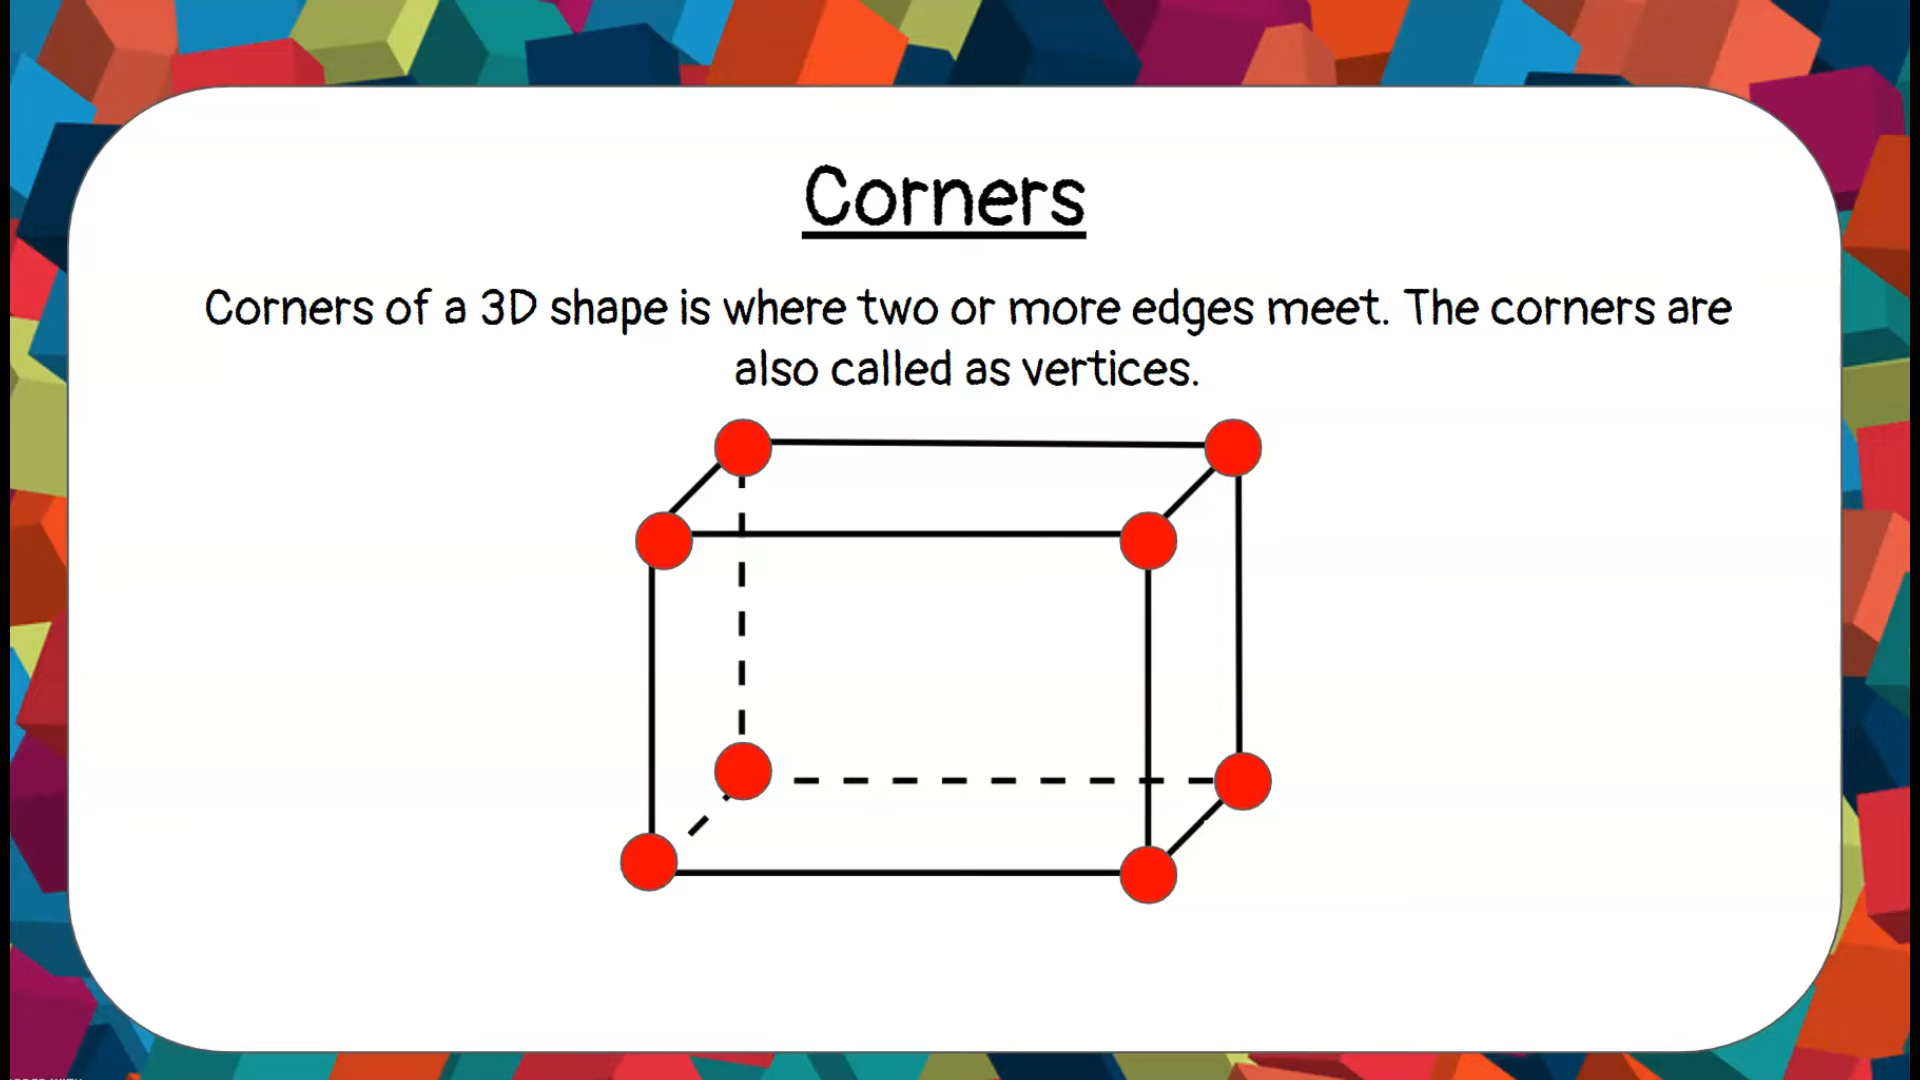 Corners
Corners of a 3D shape is where two or more edges meet. The corners are
also called as vertices.